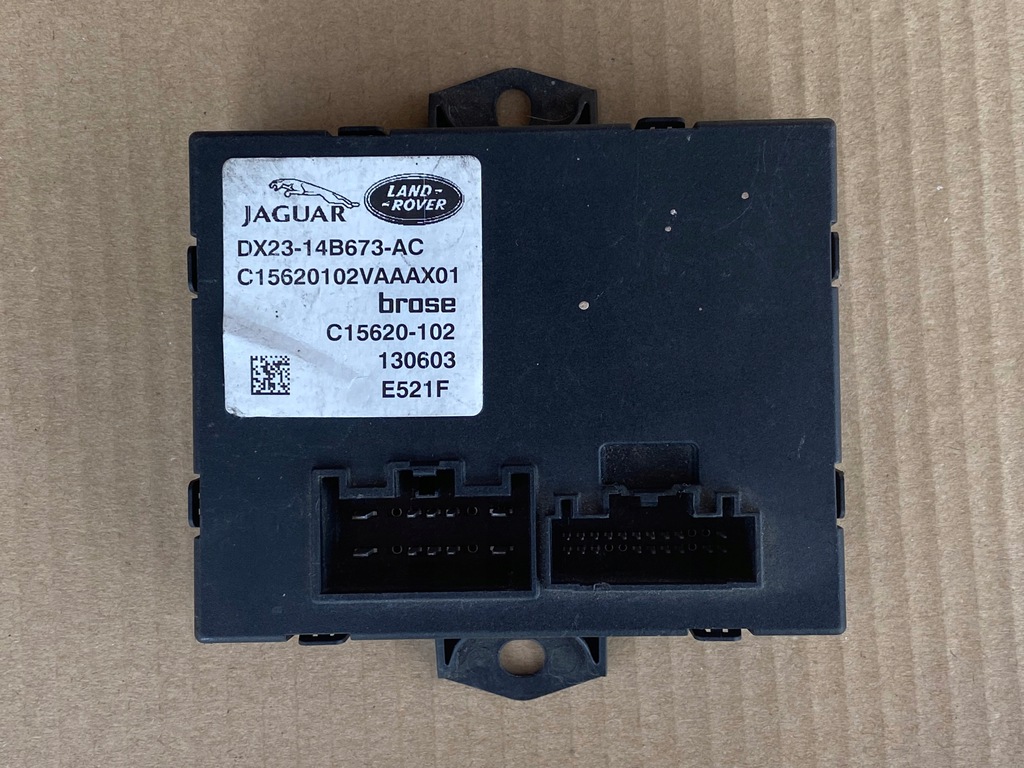 JAGUAR
LAND-
-ROVER
DX23-14B673-AC
C15620102VAAAX01
brose
C15620-102
130603
E521F